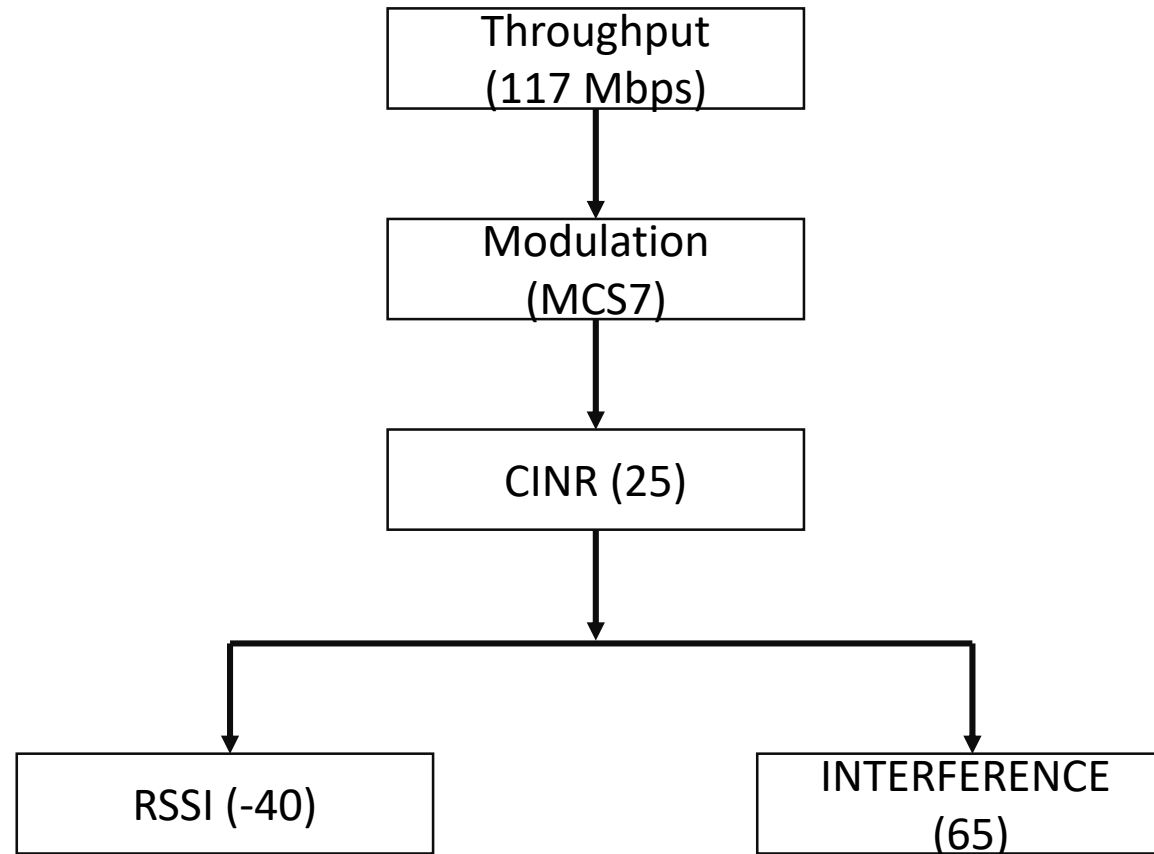 Throughput
(117 Mbps)
Modulation
(MCS7)
CINR (25)
RSSI (-40)
INTERFERENCE
(65)